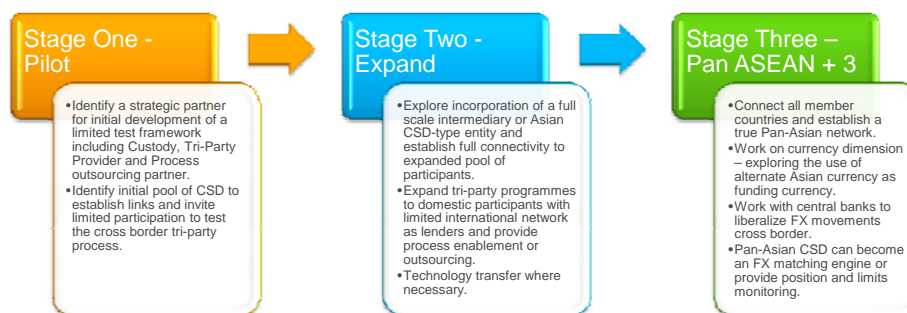 Stage One -
Pilot
•Identify a strategic partner
for initial development of a
limited test framework
including Custody, Tri-Party
Provider and Process
outsourcing partner.
•Identify initial pool of CSD to
establish links and invite
limited participation to test
the cross border tri-party
process.
Stage Two -
Expand
•Explore incorporation of a full
scale intermediary or Asian
CSD-type entity and
establish full connectivity to
expanded pool of
participants.
•Expand tri-party programmes
to domestic participants with
limited international network
as lenders and provide
process enablement or
outsourcing.
•Technology transfer where
necessary.
Stage Three –
Pan ASEAN + 3
•Connect all member
countries and establish a
true Pan-Asian network.
•Work on currency dimension
– exploring the use of
alternate Asian currency as
funding currency.
•Work with central banks to
liberalize FX movements
cross border.
•Pan-Asian CSD can become
an FX matching engine or
provide position and limits
monitoring.